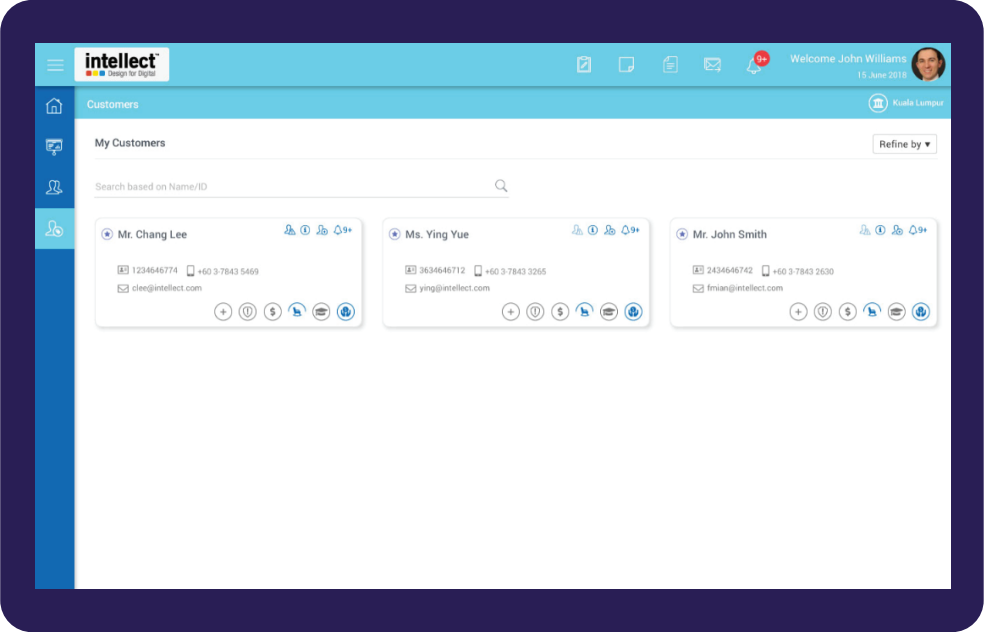 intellect™
Design for Digital
9+
Welcome John Williams
15 June 2018
Customers
Kuala Lumpur
My Customers
Refine by ▾
Search based on Name/ID
Mr. Chang Lee
9+
1234646774 +60 3-7843 5469
clee@intellect.com
$
Ms. Ying Yue
9+
3634646712 +60 3-7843 3265
ying@intellect.com
$
Mr. John Smith
9+
2434646742 +60 3-7843 2630
fmian@intellect.com
$